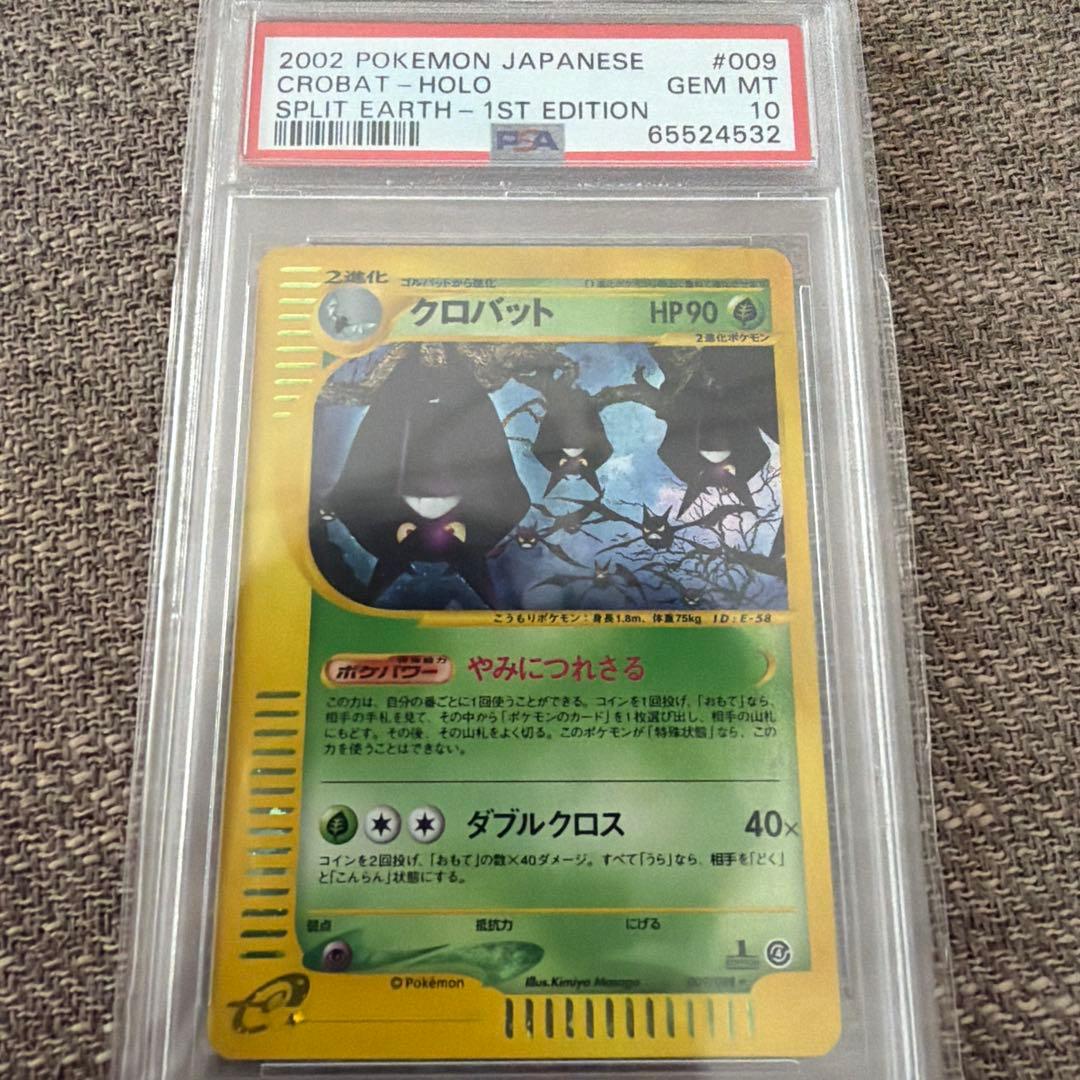 2002 POKEMON JAPANESE #009
CROBAT-HOLO GEM MT
SPLIT EARTH-1ST EDITION 10
PSA 65524532
2進化 ゴルバットから進化
クロバット HP90
2進化ポケモン
こうもりポケモン:身長1.8m、体重75kg ID:E-58
特殊能力
ポケパワー やみにつれさる
この力は、自分の番ごとに1回使うことができる。コインを1回投げ、「おもて」なら、
相手の手札を見て、その中から「ポケモンのカード」を1枚選び出し、相手の山札
にもどす。その後、その山札をよく切る。このポケモンが「特殊状態」なら、この
力を使うことはできない。
ダブルクロス 40×
コインを2回投げ、「おもて」の数×40ダメージ。すべて「うら」なら、相手を「どく」
と「こんらん」状態にする。
弱点 抵抗力 にげる
1
©Pokémon Illus.Kimiya Masago 009/088 ★